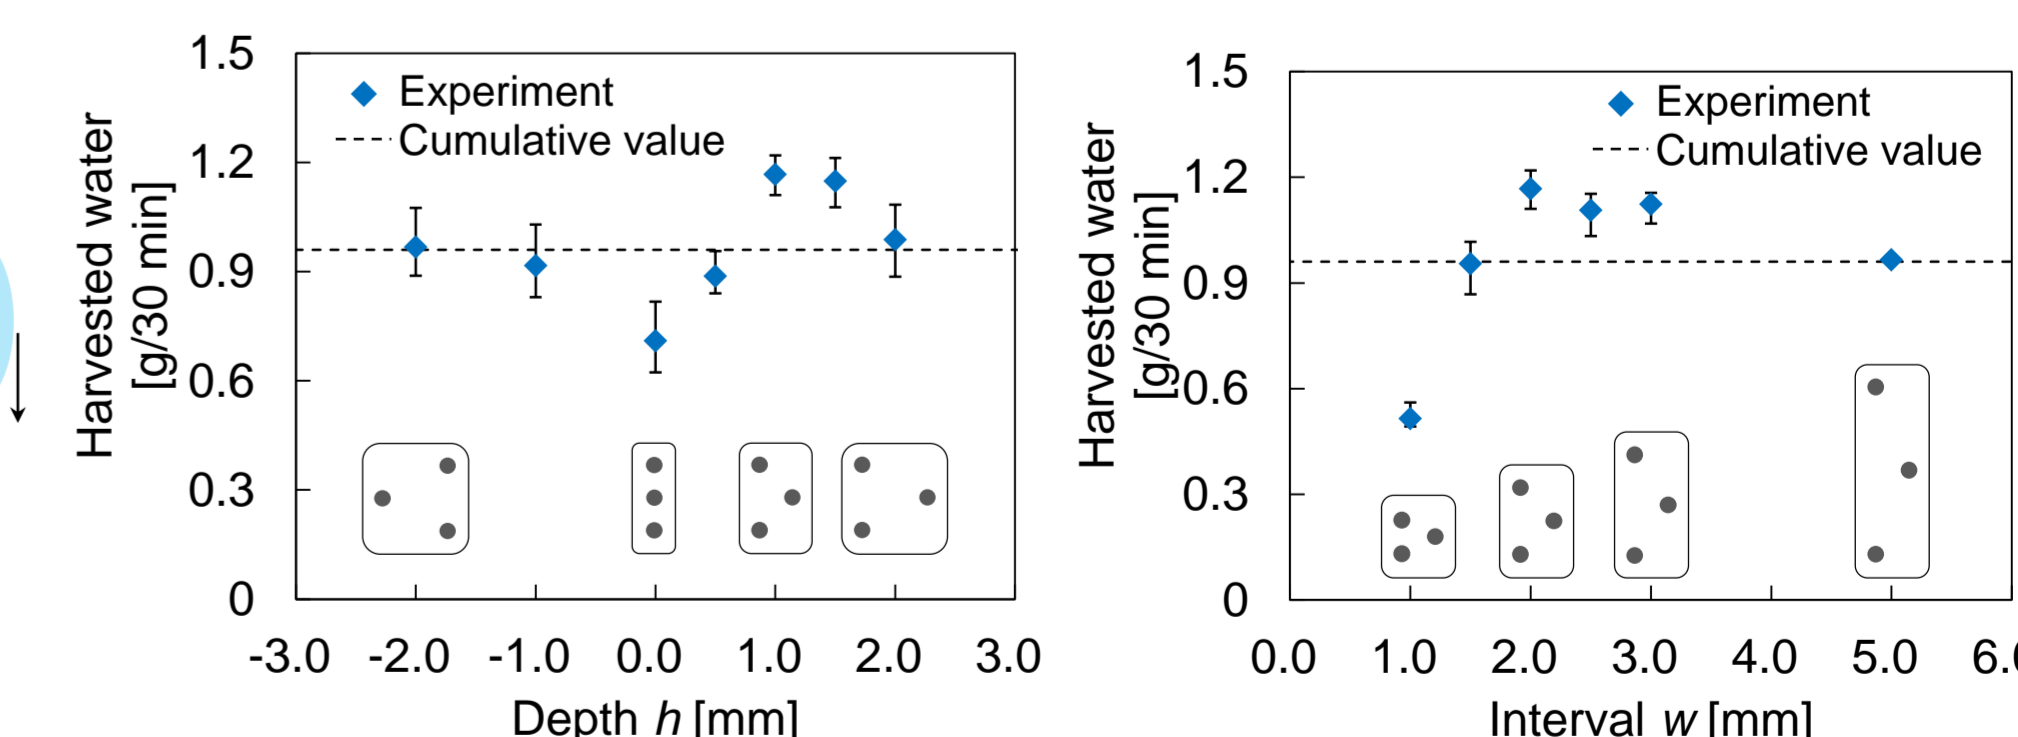 1.5
1.2
0.9
0.6
0.3
0
Harvested water
[g/30 min]
Experiment
Cumulative value
-3.0 -2.0 -1.0 0.0 1.0 2.0 3.0
Depth h [mm]
1.5
1.2
0.9
0.6
0.3
0
Harvested water
[g/30 min]
Experiment
Cumulative value
0.0 1.0 2.0 3.0 4.0 5.0 6.0
Interval w [mm]